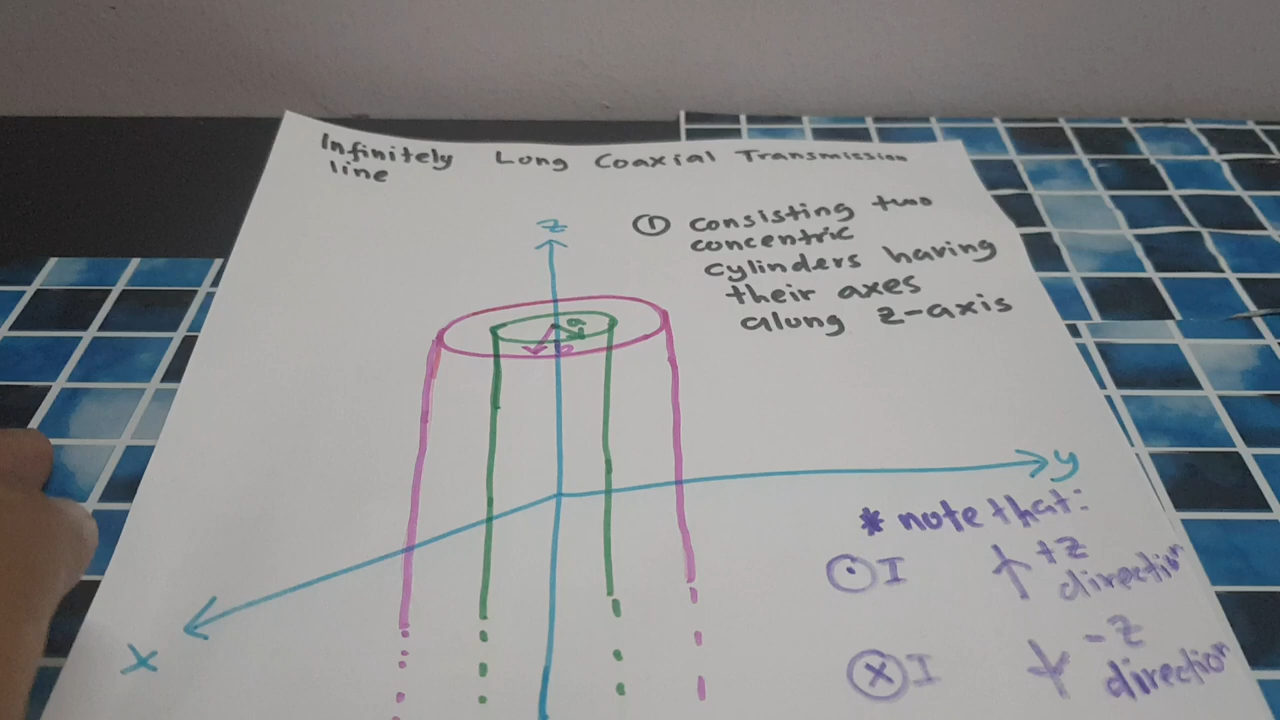 Infinitely Long Coaxial Transmission
line
z
① consisting two
concentric
cylinders having
their axes
along z-axis
a
b
y
* note that:
I ↑ +z
direction
x
I ↓ -z
direction